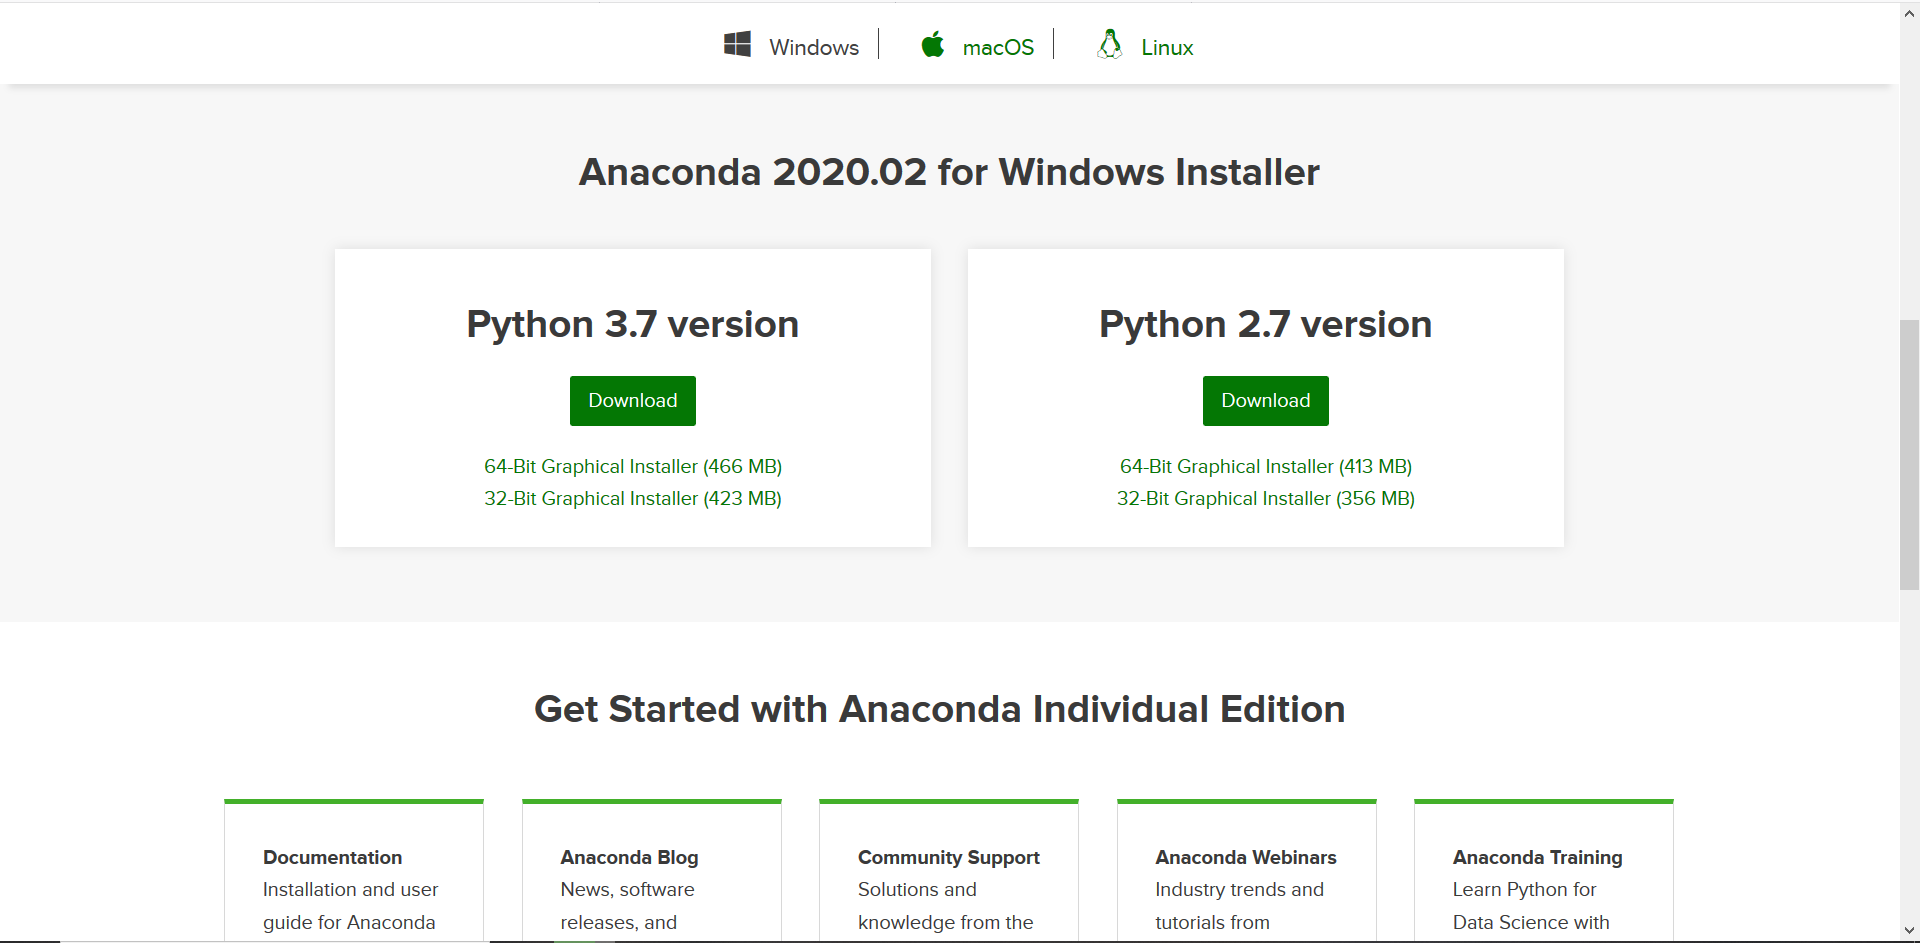 Windows
macOS
Linux
Anaconda 2020.02 for Windows Installer
Python 3.7 version
Download
64-Bit Graphical Installer (466 MB)
32-Bit Graphical Installer (423 MB)
Python 2.7 version
Download
64-Bit Graphical Installer (413 MB)
32-Bit Graphical Installer (356 MB)
Get Started with Anaconda Individual Edition
Documentation
Installation and user
guide for Anaconda
Anaconda Blog
News, software
releases, and
Community Support
Solutions and
knowledge from the
Anaconda Webinars
Industry trends and
tutorials from
Anaconda Training
Learn Python for
Data Science with